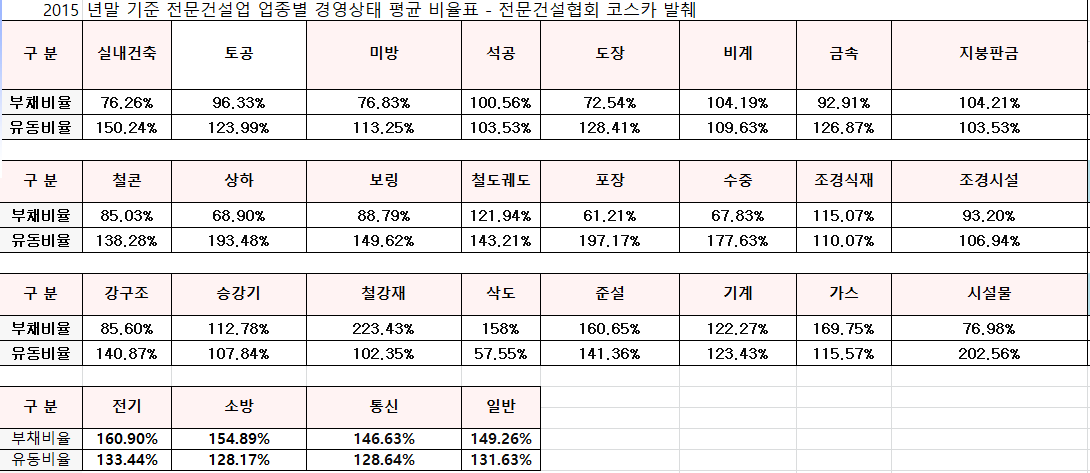 2015 년말 기준 전문건설업 업종별 경영상태 평균 비율표 - 전문건설협회 코스카 발췌
구 분 실내건축 토공 미방 석공 도장 비계 금속 지붕판금
부채비율 76.26% 96.33% 76.83% 100.56% 72.54% 104.19% 92.91% 104.21%
유동비율 150.24% 123.99% 113.25% 103.53% 128.41% 109.63% 126.87% 103.53%
구 분 철콘 상하 보링 철도궤도 포장 수중 조경식재 조경시설
부채비율 85.03% 68.90% 88.79% 121.94% 61.21% 67.83% 115.07% 93.20%
유동비율 138.28% 193.48% 149.62% 143.21% 197.17% 177.63% 110.07% 106.94%
구 분 강구조 승강기 철강재 삭도 준설 기계 가스 시설물
부채비율 85.60% 112.78% 223.43% 158% 160.65% 122.27% 169.75% 76.98%
유동비율 140.87% 107.84% 102.35% 57.55% 141.36% 123.43% 115.57% 202.56%
구 분 전기 소방 통신 일반
부채비율 160.90% 154.89% 146.63% 149.26%
유동비율 133.44% 128.17% 128.64% 131.63%